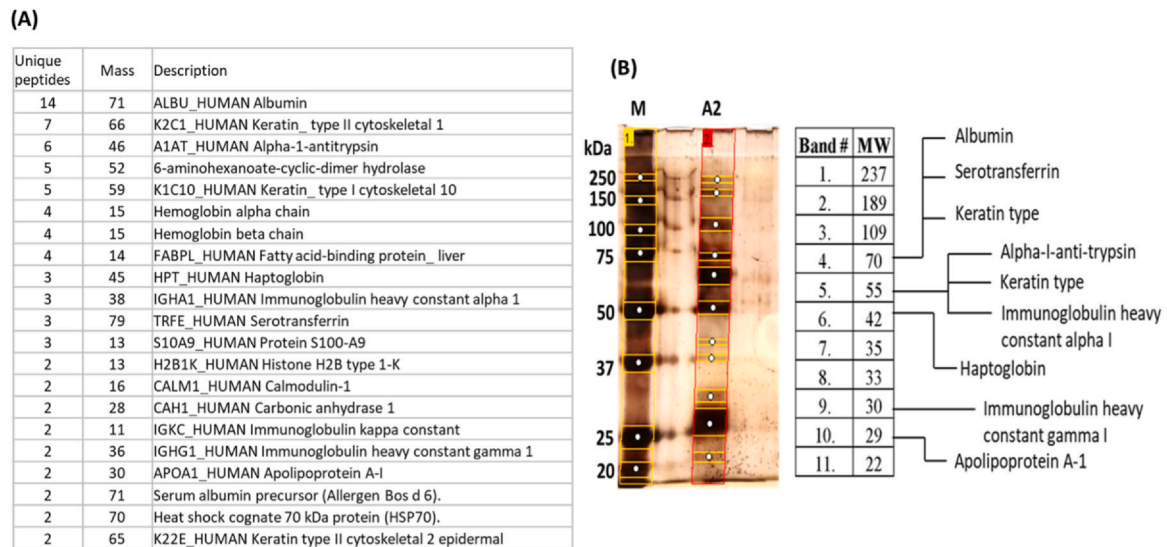 (A)
Unique peptides Mass Description
14 71 ALBU_HUMAN Albumin
7 66 K2C1_HUMAN Keratin_ type II cytoskeletal 1
6 46 A1AT_HUMAN Alpha-1-antitrypsin
5 52 6-aminohexanoate-cyclic-dimer hydrolase
5 59 K1C10_HUMAN Keratin_ type I cytoskeletal 10
4 15 Hemoglobin alpha chain
4 15 Hemoglobin beta chain
4 14 FABPL_HUMAN Fatty acid-binding protein_ liver
3 45 HPT_HUMAN Haptoglobin
3 38 IGHA1_HUMAN Immunoglobulin heavy constant alpha 1
3 79 TRFE_HUMAN Serotransferrin
3 13 S10A9_HUMAN Protein S100-A9
2 13 H2B1K_HUMAN Histone H2B type 1-K
2 16 CALM1_HUMAN Calmodulin-1
2 28 CAH1_HUMAN Carbonic anhydrase 1
2 11 IGKC_HUMAN Immunoglobulin kappa constant
2 36 IGHG1_HUMAN Immunoglobulin heavy constant gamma 1
2 30 APOA1_HUMAN Apolipoprotein A-I
2 71 Serum albumin precursor (Allergen Bos d 6).
2 70 Heat shock cognate 70 kDa protein (HSP70).
2 65 K22E_HUMAN Keratin type II cytoskeletal 2 epidermal
(B)
M A2
kDa
250
150
100
75
50
37
25
20
1
Band # MW
1. 237
2. 189
3. 109
4. 70
5. 55
6. 42
7. 35
8. 33
9. 30
10. 29
11. 22
Albumin
Serotransferrin
Keratin type
Alpha-I-anti-trypsin
Keratin type
Immunoglobulin heavy
constant alpha I
Haptoglobin
Immunoglobulin heavy
constant gamma I
Apolipoprotein A-1